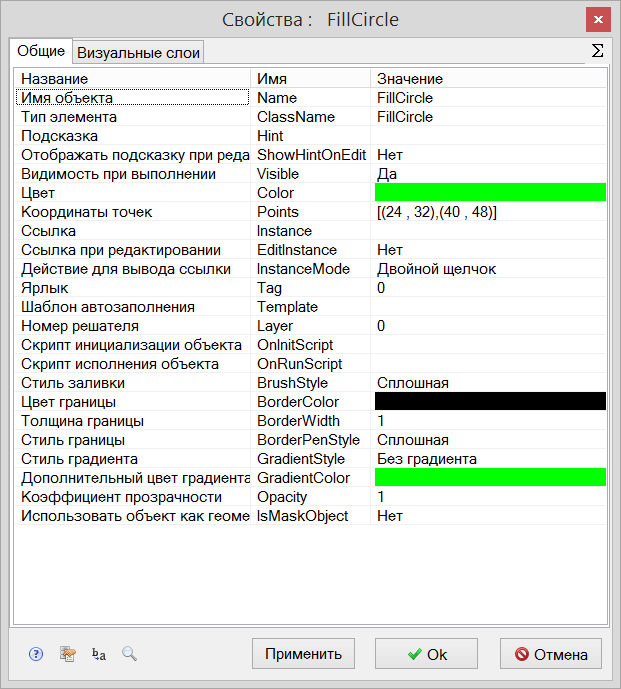 Свойства : FillCircle
Общие Визуальные слои Σ
Название Имя Значение
Имя объекта Name FillCircle
Тип элемента ClassName FillCircle
Подсказка Hint
Отображать подсказку при реда ShowHintOnEdit Нет
Видимость при выполнении Visible Да
Цвет Color
Координаты точек Points [(24 , 32),(40 , 48)]
Ссылка Instance
Ссылка при редактировании EditInstance Нет
Действие для вывода ссылки InstanceMode Двойной щелчок
Ярлык Tag 0
Шаблон автозаполнения Template
Номер решателя Layer 0
Скрипт инициализации объекта OnInitScript
Скрипт исполнения объекта OnRunScript
Стиль заливки BrushStyle Сплошная
Цвет границы BorderColor
Толщина границы BorderWidth 1
Стиль границы BorderPenStyle Сплошная
Стиль градиента GradientStyle Без градиента
Дополнительный цвет градиента GradientColor
Коэффициент прозрачности Opacity 1
Использовать объект как геоме IsMaskObject Нет
? ba Применить Ok Отмена